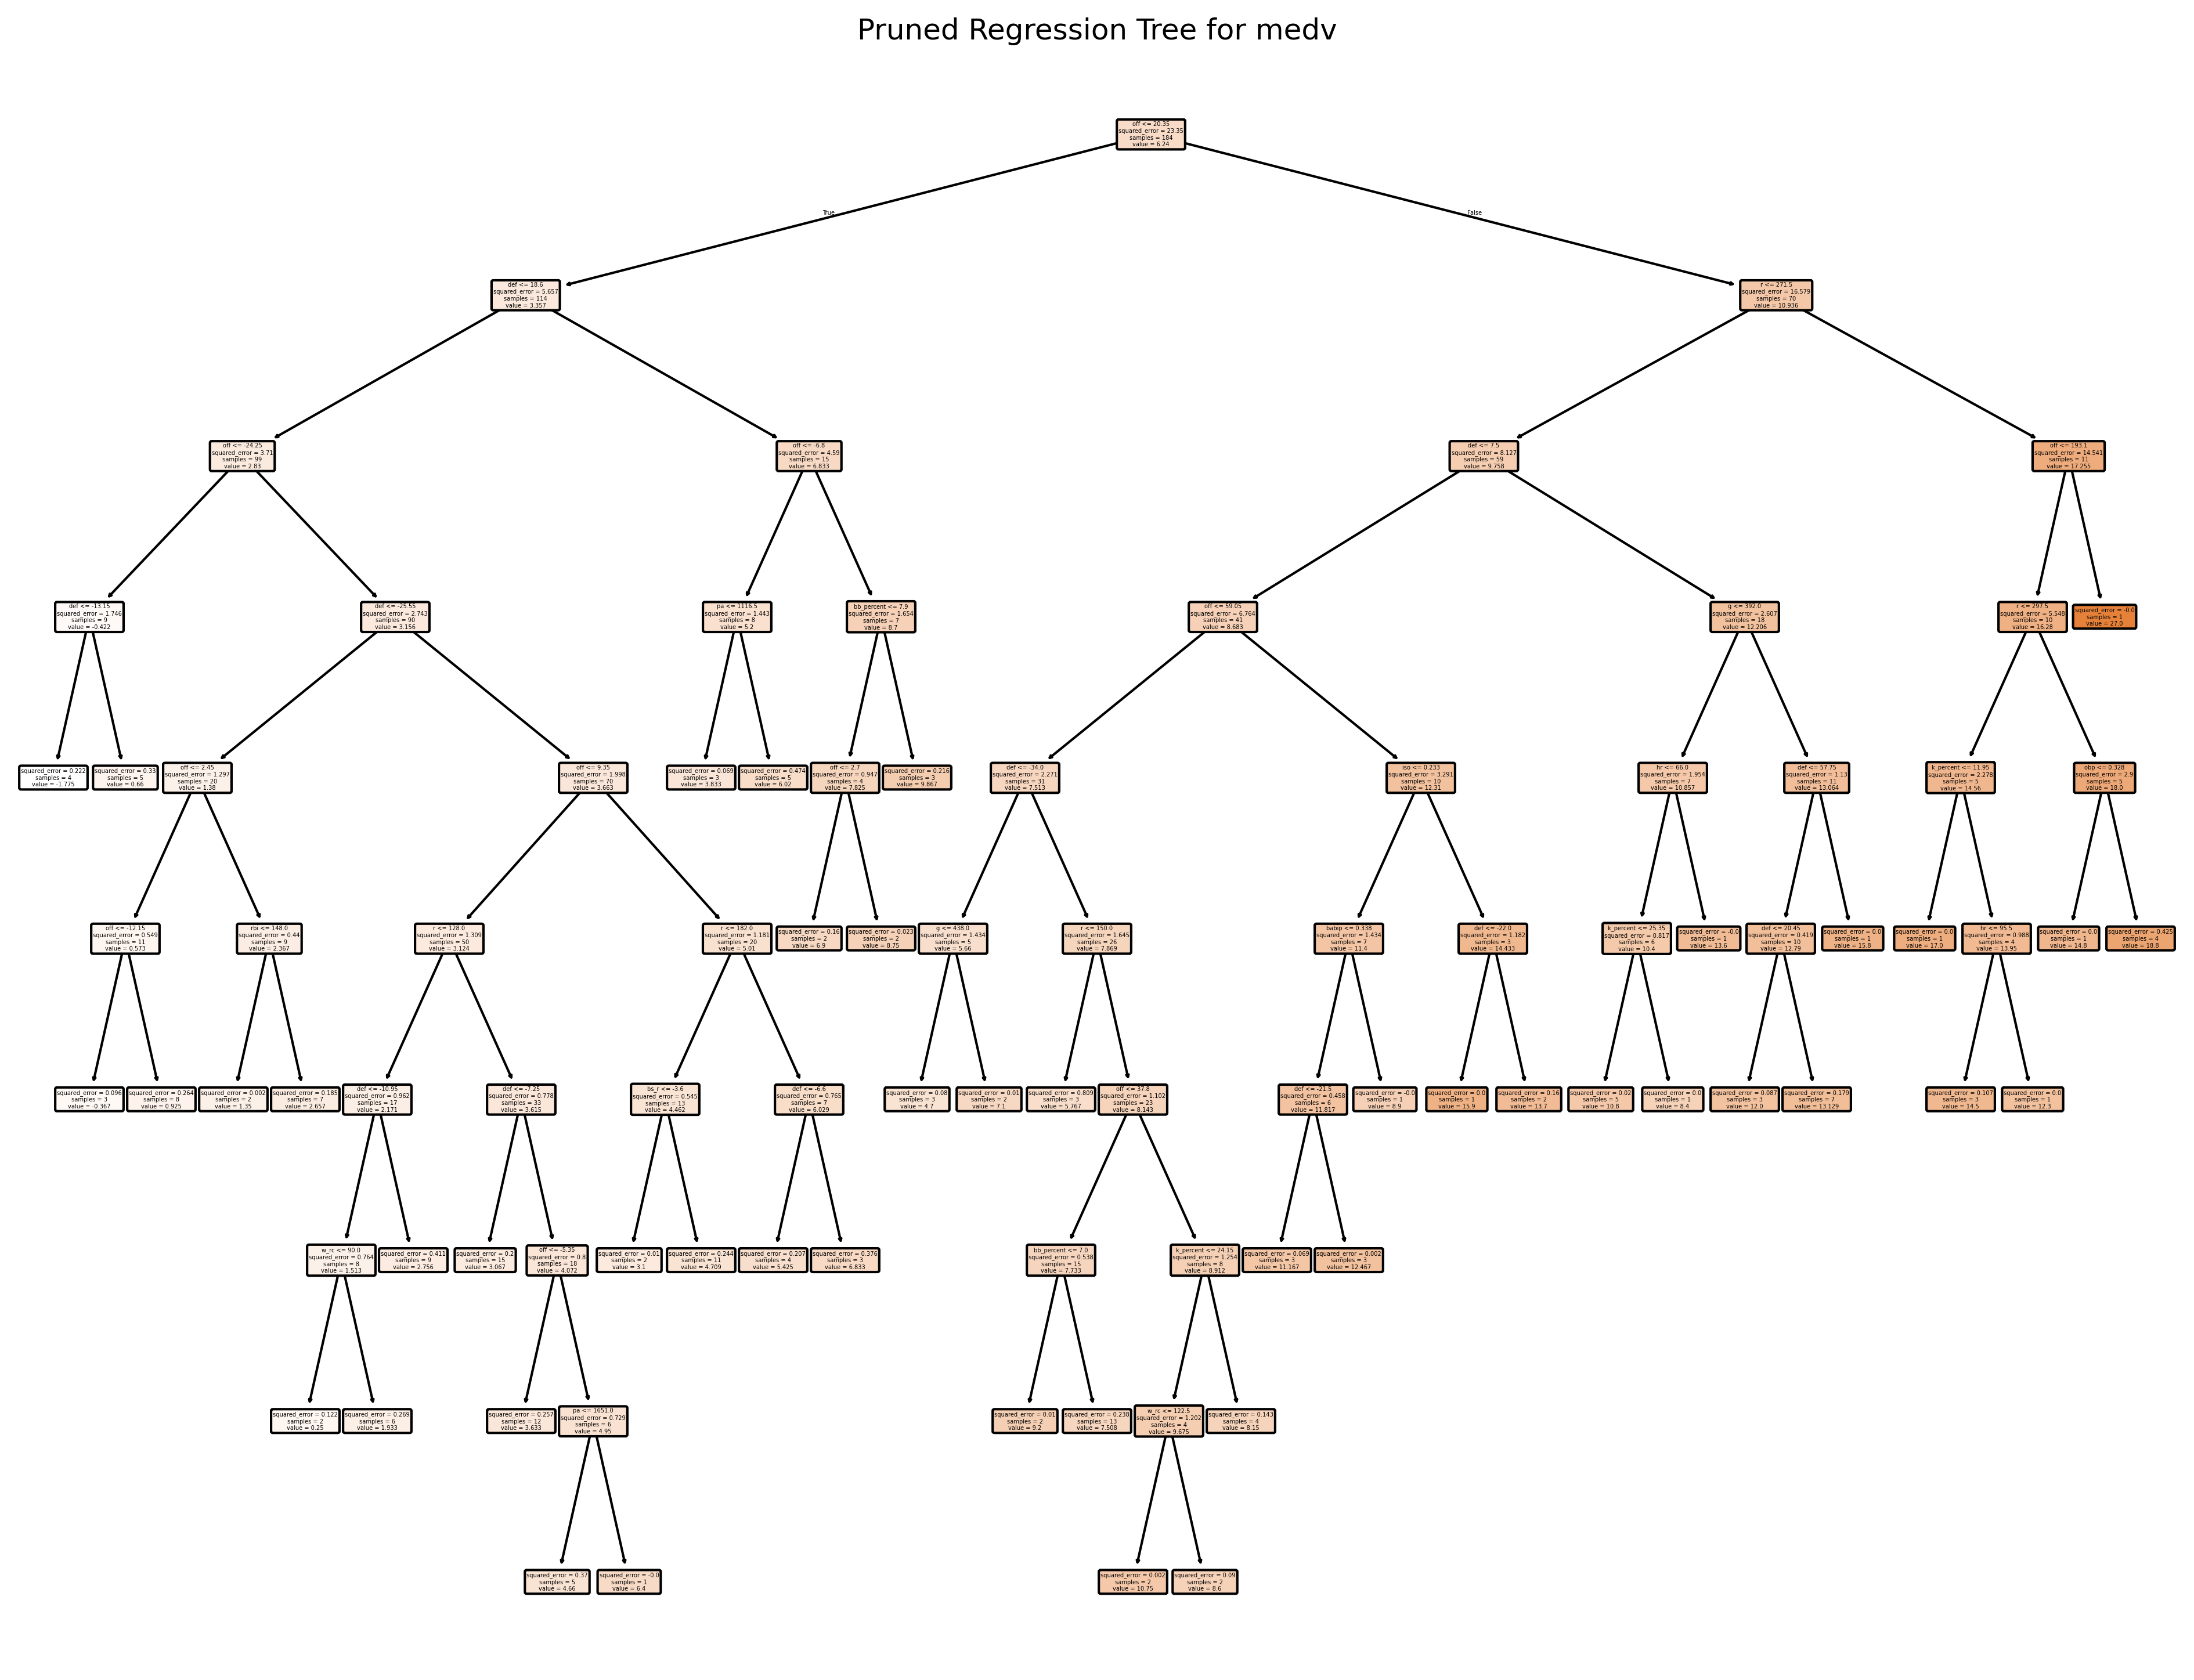 Pruned Regression Tree for medv
off <= 20.35
squared_error = 23.35
samples = 184
value = 6.24
True
False
def <= 18.6
squared_error = 5.657
samples = 114
value = 3.357
r <= 271.5
squared_error = 16.579
samples = 70
value = 10.936
off <= -24.25
squared_error = 3.71
samples = 99
value = 2.83
off <= -6.8
squared_error = 4.59
samples = 15
value = 6.833
def <= 7.5
squared_error = 8.127
samples = 59
value = 9.758
off <= 193.1
squared_error = 14.541
samples = 11
value = 17.255
def <= -13.15
squared_error = 1.746
samples = 9
value = -0.422
def <= -25.55
squared_error = 2.743
samples = 90
value = 3.156
pa <= 1116.5
squared_error = 1.443
samples = 8
value = 5.2
bb_percent <= 7.9
squared_error = 1.654
samples = 7
value = 8.7
off <= 59.05
squared_error = 6.764
samples = 41
value = 8.683
g <= 392.0
squared_error = 2.607
samples = 18
value = 12.206
r <= 297.5
squared_error = 5.548
samples = 10
value = 16.28
squared_error = -0.0
samples = 1
value = 27.0
squared_error = 0.222
samples = 4
value = -1.775
squared_error = 0.33
samples = 5
value = 0.66
off <= 2.45
squared_error = 1.297
samples = 20
value = 1.38
off <= 9.35
squared_error = 1.998
samples = 70
value = 3.663
squared_error = 0.069
samples = 3
value = 3.833
squared_error = 0.474
samples = 5
value = 6.02
off <= 2.7
squared_error = 0.947
samples = 4
value = 7.825
squared_error = 0.216
samples = 3
value = 9.867
def <= -34.0
squared_error = 2.271
samples = 31
value = 7.513
iso <= 0.233
squared_error = 3.291
samples = 10
value = 12.31
hr <= 66.0
squared_error = 1.954
samples = 7
value = 10.857
def <= 57.75
squared_error = 1.13
samples = 11
value = 13.064
k_percent <= 11.95
squared_error = 2.278
samples = 5
value = 14.56
obp <= 0.328
squared_error = 2.9
samples = 5
value = 18.0
off <= -12.15
squared_error = 0.549
samples = 11
value = 0.573
rbi <= 148.0
squared_error = 0.44
samples = 9
value = 2.367
r <= 128.0
squared_error = 1.309
samples = 50
value = 3.124
r <= 182.0
squared_error = 1.181
samples = 20
value = 5.01
squared_error = 0.16
samples = 2
value = 6.9
squared_error = 0.023
samples = 2
value = 8.75
g <= 438.0
squared_error = 1.434
samples = 5
value = 5.66
r <= 150.0
squared_error = 1.645
samples = 26
value = 7.869
babip <= 0.338
squared_error = 1.434
samples = 7
value = 11.4
def <= -22.0
squared_error = 1.182
samples = 3
value = 14.433
k_percent <= 25.35
squared_error = 0.817
samples = 6
value = 10.4
squared_error = -0.0
samples = 1
value = 13.6
def <= 20.45
squared_error = 0.419
samples = 10
value = 12.79
squared_error = 0.0
samples = 1
value = 15.8
squared_error = 0.0
samples = 1
value = 17.0
hr <= 95.5
squared_error = 0.988
samples = 4
value = 13.95
squared_error = 0.0
samples = 1
value = 14.8
squared_error = 0.425
samples = 4
value = 18.8
squared_error = 0.096
samples = 3
value = -0.367
squared_error = 0.264
samples = 8
value = 0.925
squared_error = 0.002
samples = 2
value = 1.35
squared_error = 0.185
samples = 7
value = 2.657
def <= -10.95
squared_error = 0.962
samples = 17
value = 2.171
def <= -7.25
squared_error = 0.778
samples = 33
value = 3.615
bs_r <= -3.6
squared_error = 0.545
samples = 13
value = 4.462
def <= -6.6
squared_error = 0.765
samples = 7
value = 6.029
squared_error = 0.08
samples = 3
value = 4.7
squared_error = 0.01
samples = 2
value = 7.1
squared_error = 0.809
samples = 3
value = 5.767
off <= 37.8
squared_error = 1.102
samples = 23
value = 8.143
def <= -21.5
squared_error = 0.458
samples = 6
value = 11.817
squared_error = -0.0
samples = 1
value = 8.9
squared_error = 0.0
samples = 1
value = 15.9
squared_error = 0.16
samples = 2
value = 13.7
squared_error = 0.02
samples = 5
value = 10.8
squared_error = 0.0
samples = 1
value = 8.4
squared_error = 0.087
samples = 3
value = 12.0
squared_error = 0.179
samples = 7
value = 13.129
squared_error = 0.107
samples = 3
value = 14.5
squared_error = 0.0
samples = 1
value = 12.3
w_rc <= 90.0
squared_error = 0.764
samples = 8
value = 1.513
squared_error = 0.411
samples = 9
value = 2.756
squared_error = 0.2
samples = 15
value = 3.067
off <= -5.35
squared_error = 0.8
samples = 18
value = 4.072
squared_error = 0.01
samples = 2
value = 3.1
squared_error = 0.244
samples = 11
value = 4.709
squared_error = 0.207
samples = 4
value = 5.425
squared_error = 0.376
samples = 3
value = 6.833
bb_percent <= 7.0
squared_error = 0.538
samples = 15
value = 7.733
k_percent <= 24.15
squared_error = 1.254
samples = 8
value = 8.912
squared_error = 0.069
samples = 3
value = 11.167
squared_error = 0.002
samples = 3
value = 12.467
squared_error = 0.122
samples = 2
value = 0.25
squared_error = 0.269
samples = 6
value = 1.933
squared_error = 0.257
samples = 12
value = 3.633
pa <= 1651.0
squared_error = 0.729
samples = 6
value = 4.95
squared_error = 0.01
samples = 2
value = 9.2
squared_error = 0.238
samples = 13
value = 7.508
w_rc <= 122.5
squared_error = 1.202
samples = 4
value = 9.675
squared_error = 0.143
samples = 4
value = 8.15
squared_error = 0.37
samples = 5
value = 4.66
squared_error = -0.0
samples = 1
value = 6.4
squared_error = 0.002
samples = 2
value = 10.75
squared_error = 0.09
samples = 2
value = 8.6